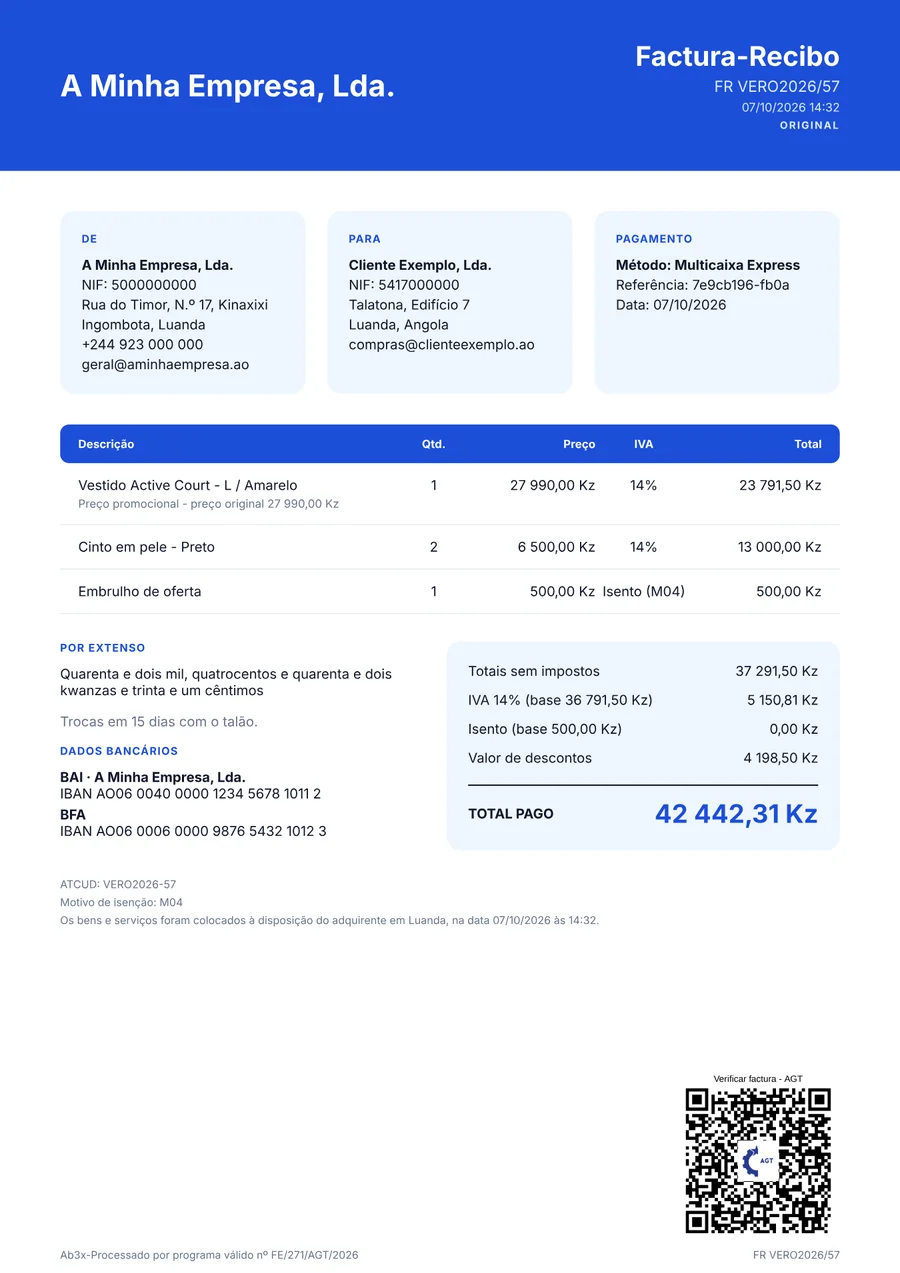 A Minha Empresa, Lda.
Factura-Recibo
FR VERO2026/57
07/10/2026 14:32
ORIGINAL
DE
A Minha Empresa, Lda.
NIF: 5000000000
Rua do Timor, N.º 17, Kinaxixi
Ingombota, Luanda
+244 923 000 000
geral@aminhaempresa.ao
PARA
Cliente Exemplo, Lda.
NIF: 5417000000
Talatona, Edifício 7
Luanda, Angola
compras@clienteexemplo.ao
PAGAMENTO
Método: Multicaixa Express
Referência: 7e9cb196-fb0a
Data: 07/10/2026
Descrição Qtd. Preço IVA Total
Vestido Active Court - L / Amarelo 1 27 990,00 Kz 14% 23 791,50 Kz
Preço promocional - preço original 27 990,00 Kz
Cinto em pele - Preto 2 6 500,00 Kz 14% 13 000,00 Kz
Embrulho de oferta 1 500,00 Kz Isento (M04) 500,00 Kz
POR EXTENSO
Quarenta e dois mil, quatrocentos e quarenta e dois
kwanzas e trinta e um cêntimos
Trocas em 15 dias com o talão.
DADOS BANCÁRIOS
BAI · A Minha Empresa, Lda.
IBAN AO06 0040 0000 1234 5678 1011 2
BFA
IBAN AO06 0006 0000 9876 5432 1012 3
Totais sem impostos 37 291,50 Kz
IVA 14% (base 36 791,50 Kz) 5 150,81 Kz
Isento (base 500,00 Kz) 0,00 Kz
Valor de descontos 4 198,50 Kz
TOTAL PAGO 42 442,31 Kz
ATCUD: VERO2026-57
Motivo de isenção: M04
Os bens e serviços foram colocados à disposição do adquirente em Luanda, na data 07/10/2026 às 14:32.
Verificar factura - AGT
AGT
Ab3x-Processado por programa válido nº FE/271/AGT/2026
FR VERO2026/57